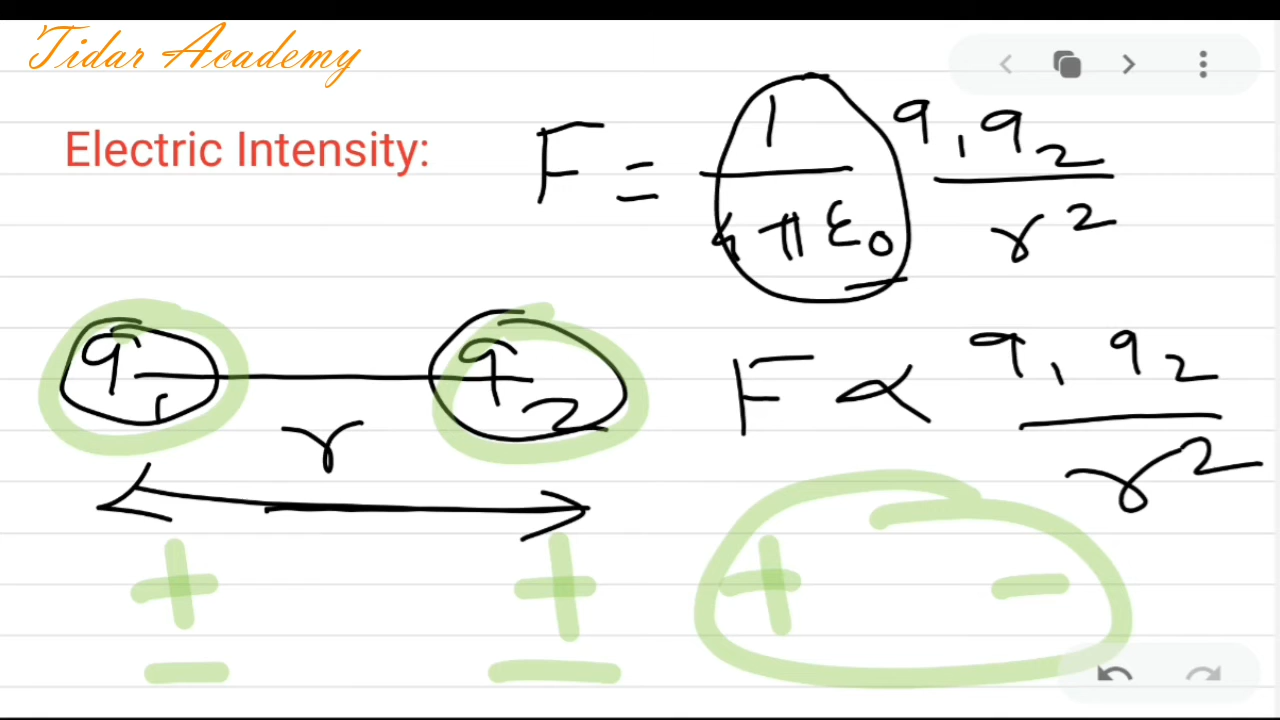 Tidar Academy
Electric Intensity:
F = 1/4πε₀ q₁q₂/r²
q₁ q₂
r
F ∝ q₁q₂/r²
+ + + -
- -